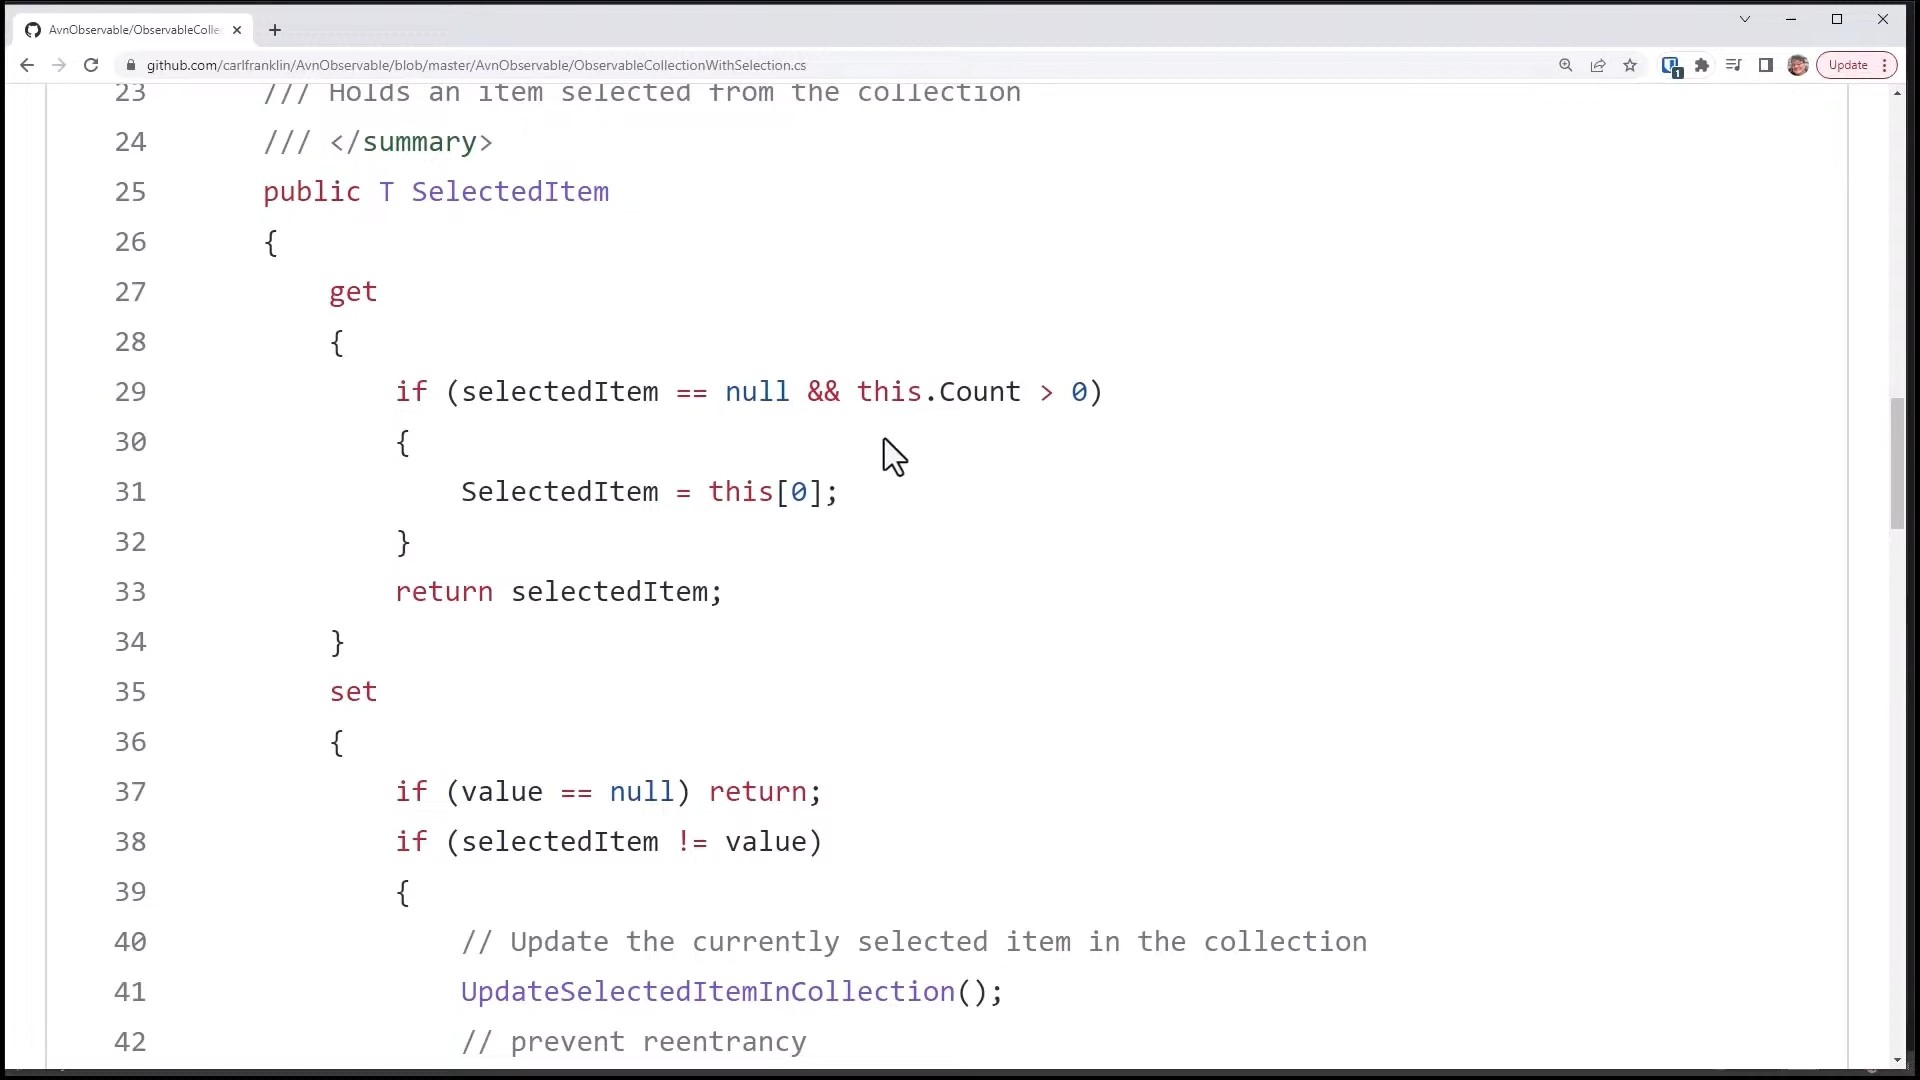 AvnObservable/ObservableColle
github.com/carlfranklin/AvnObservable/blob/master/AvnObservable/ObservableCollectionWithSelection.cs
1
Update
23 /// Holds an item selected from the collection
24 /// </summary>
25 public T SelectedItem
26 {
27 get
28 {
29 if (selectedItem == null && this.Count > 0)
30 {
31 SelectedItem = this[0];
32 }
33 return selectedItem;
34 }
35 set
36 {
37 if (value == null) return;
38 if (selectedItem != value)
39 {
40 // Update the currently selected item in the collection
41 UpdateSelectedItemInCollection();
42 // prevent reentrancy